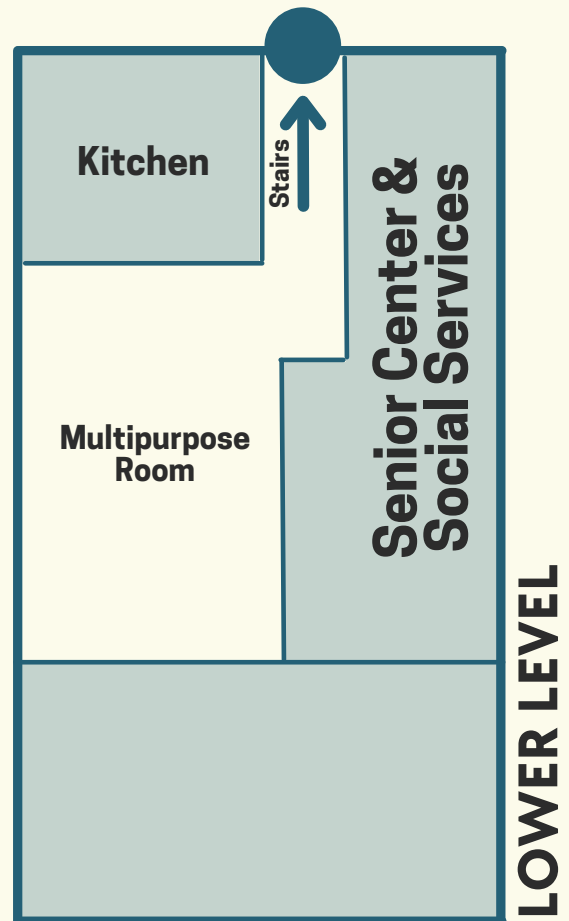 Kitchen
Stairs
Senior Center &
Social Services
Multipurpose
Room
LOWER LEVEL